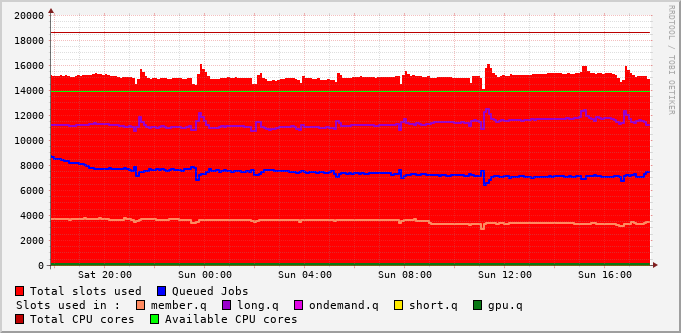 20000
18000
16000
14000
12000
10000
8000
6000
4000
2000
0
Sat 20:00 Sun 00:00 Sun 04:00 Sun 08:00 Sun 12:00 Sun 16:00
RRDTOOL / TOBI OETIKER
Total slots used Queued Jobs
Slots used in : member.q long.q ondemand.q short.q gpu.q
Total CPU cores Available CPU cores